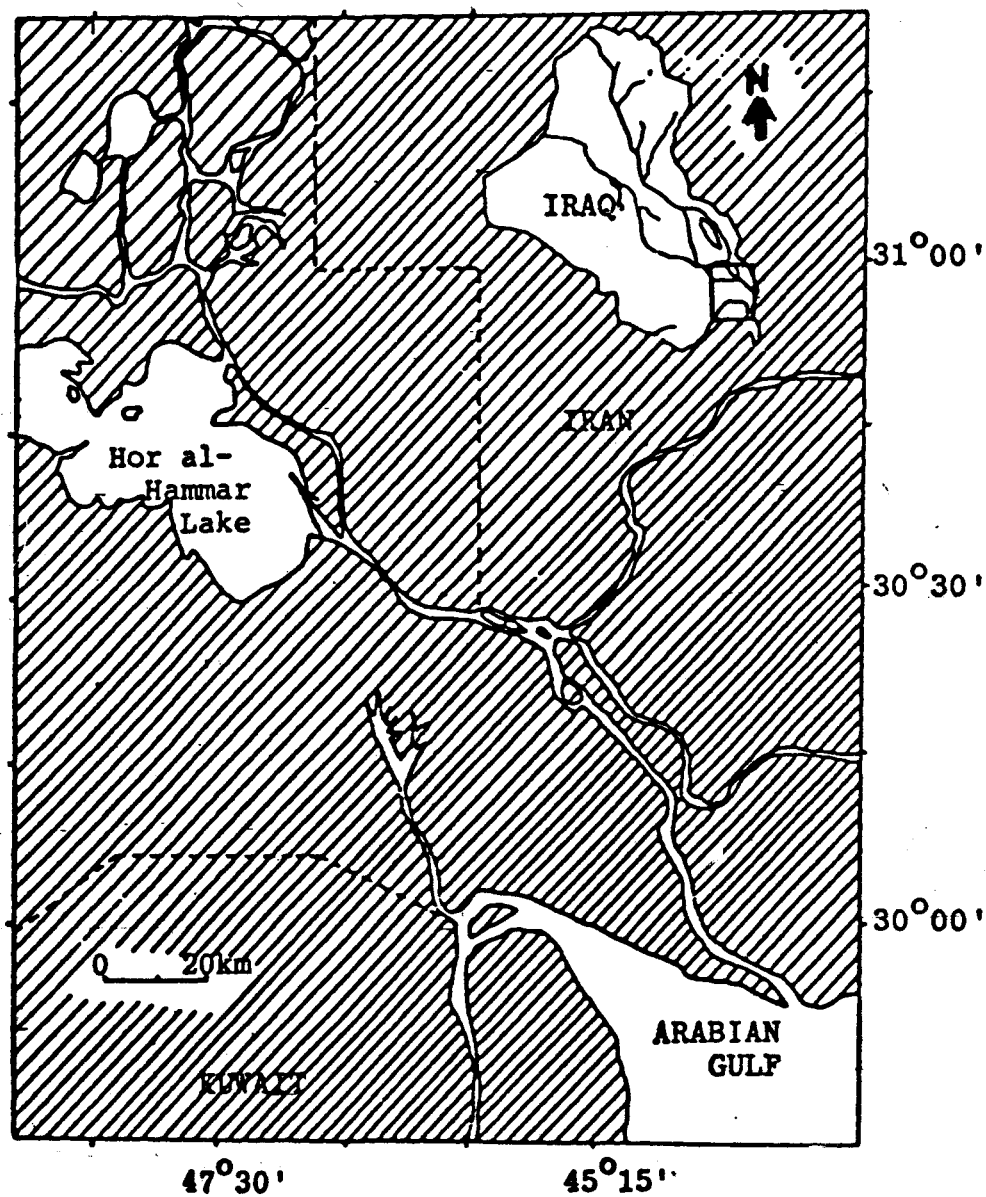 N
IRAQ
31°00'
IRAN
Hor al-
Hammar
Lake
30°30'
30°00'
0 20km
ARABIAN
GULF
KUWAIT
47°30'
45°15'